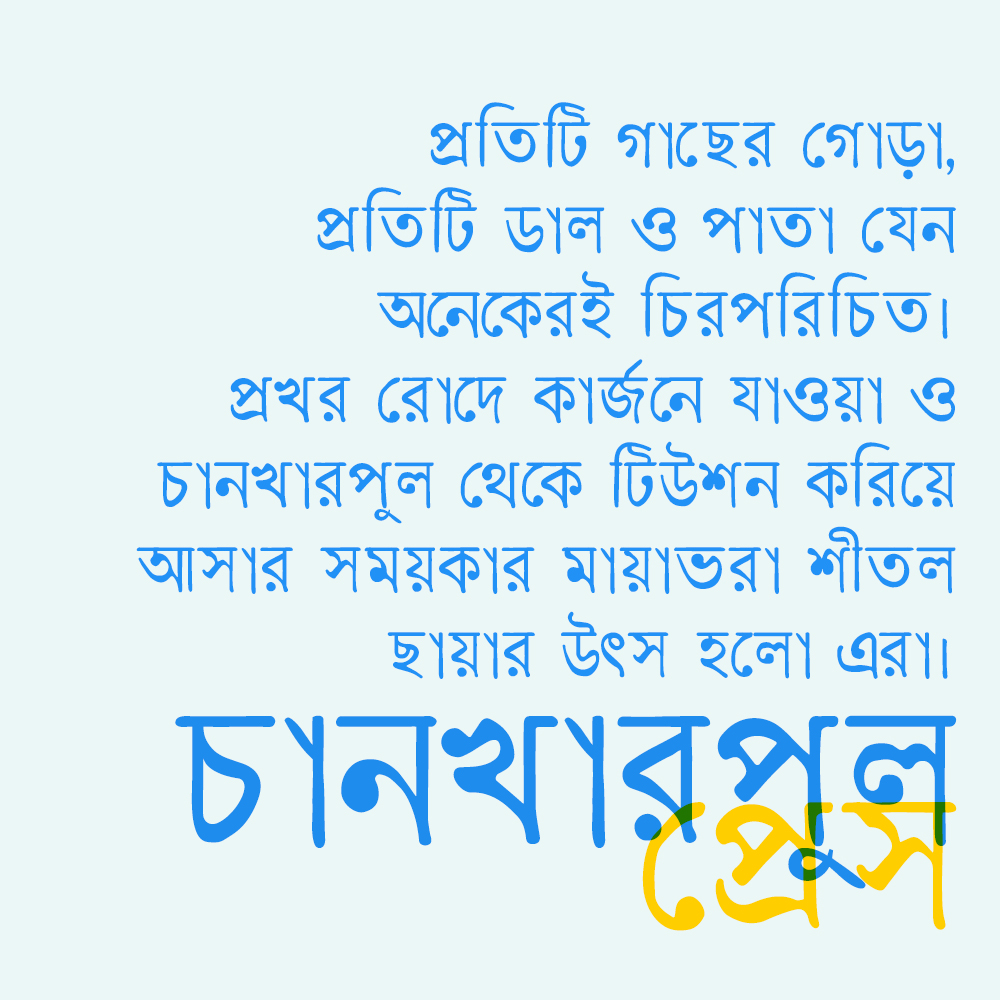 প্রতিটি গাছের গোড়া,
প্রতিটি ডাল ও পাতা যেন
অনেকেরই চিরপরিচিত।
প্রখর রোদে কার্জনে যাওয়া ও
চানখারপুল থেকে টিউশন করিয়ে
আসার সময়কার মায়াভরা শীতল
ছায়ার উৎস হলো এরা।
চানখারপুল
প্রেস